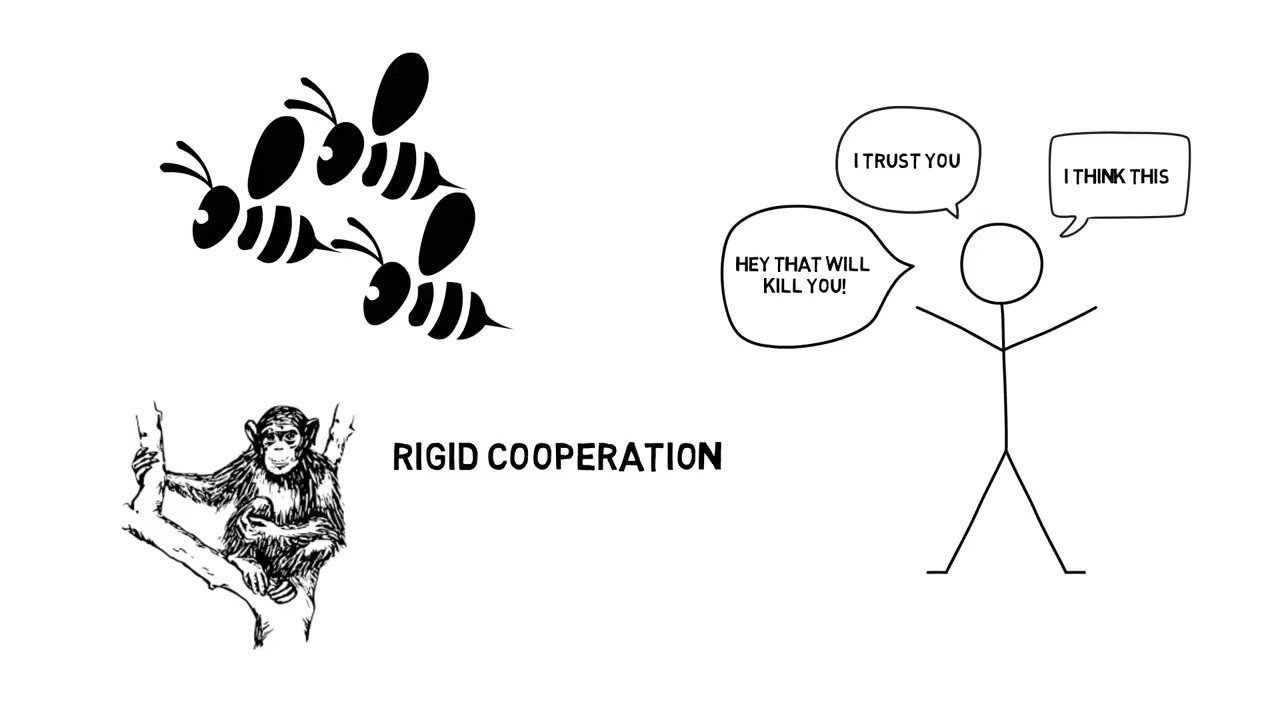 I TRUST YOU
I THINK THIS
HEY THAT WILL
KILL YOU!
RIGID COOPERATION